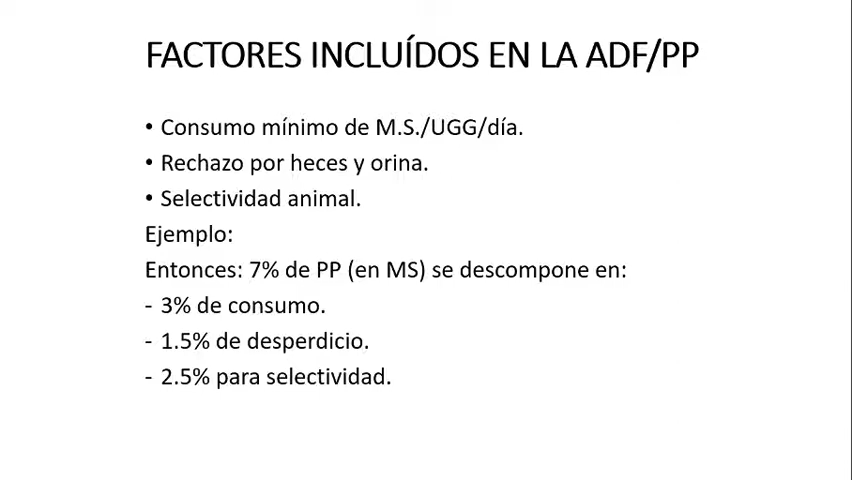 FACTORES INCLUÍDOS EN LA ADF/PP
• Consumo mínimo de M.S./UGG/día.
• Rechazo por heces y orina.
• Selectividad animal.
Ejemplo:
Entonces: 7% de PP (en MS) se descompone en:
- 3% de consumo.
- 1.5% de desperdicio.
- 2.5% para selectividad.